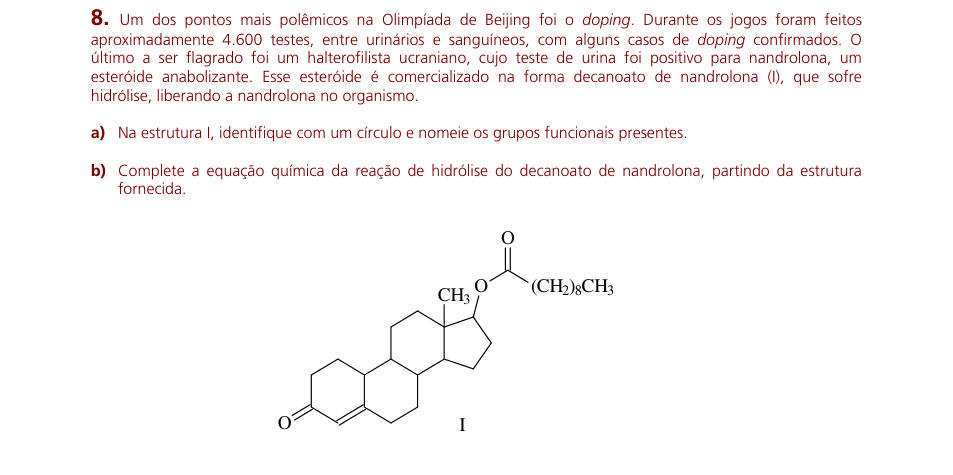 8. Um dos pontos mais polêmicos na Olimpíada de Beijing foi o doping. Durante os jogos foram feitos
aproximadamente 4.600 testes, entre urinários e sanguíneos, com alguns casos de doping confirmados. O
último a ser flagrado foi um halterofilista ucraniano, cujo teste de urina foi positivo para nandrolona, um
esteróide anabolizante. Esse esteróide é comercializado na forma decanoato de nandrolona (I), que sofre
hidrólise, liberando a nandrolona no organismo.
a) Na estrutura I, identifique com um círculo e nomeie os grupos funcionais presentes.
b) Complete a equação química da reação de hidrólise do decanoato de nandrolona, partindo da estrutura
fornecida.
O
CH3 O (CH2)8CH3
O
I